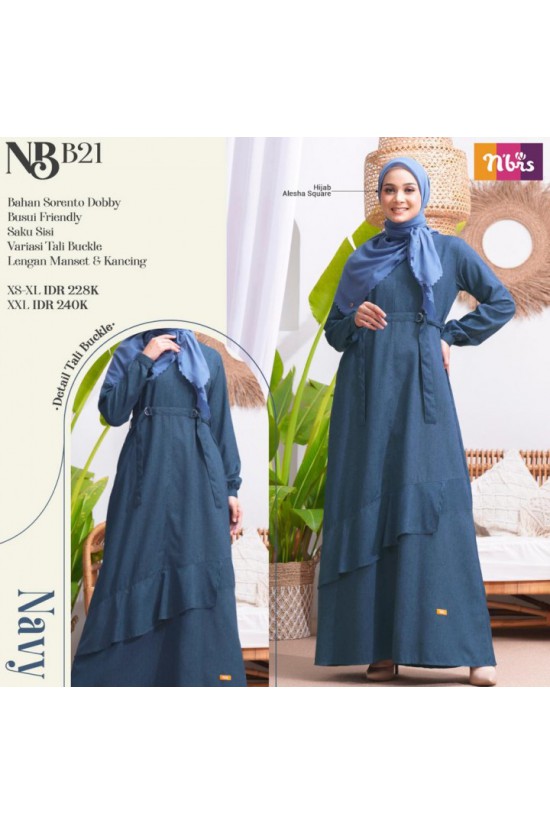 NB B21
Bahan Sorento Dobby
Busui Friendly
Saku Sisi
Variasi Tali Buckle
Lengan Manset & Kancing
XS-XL IDR 228K
XXL IDR 240K
•Detail Tali Buckle•
Navy
Hijab
Alesha Square
N'brs